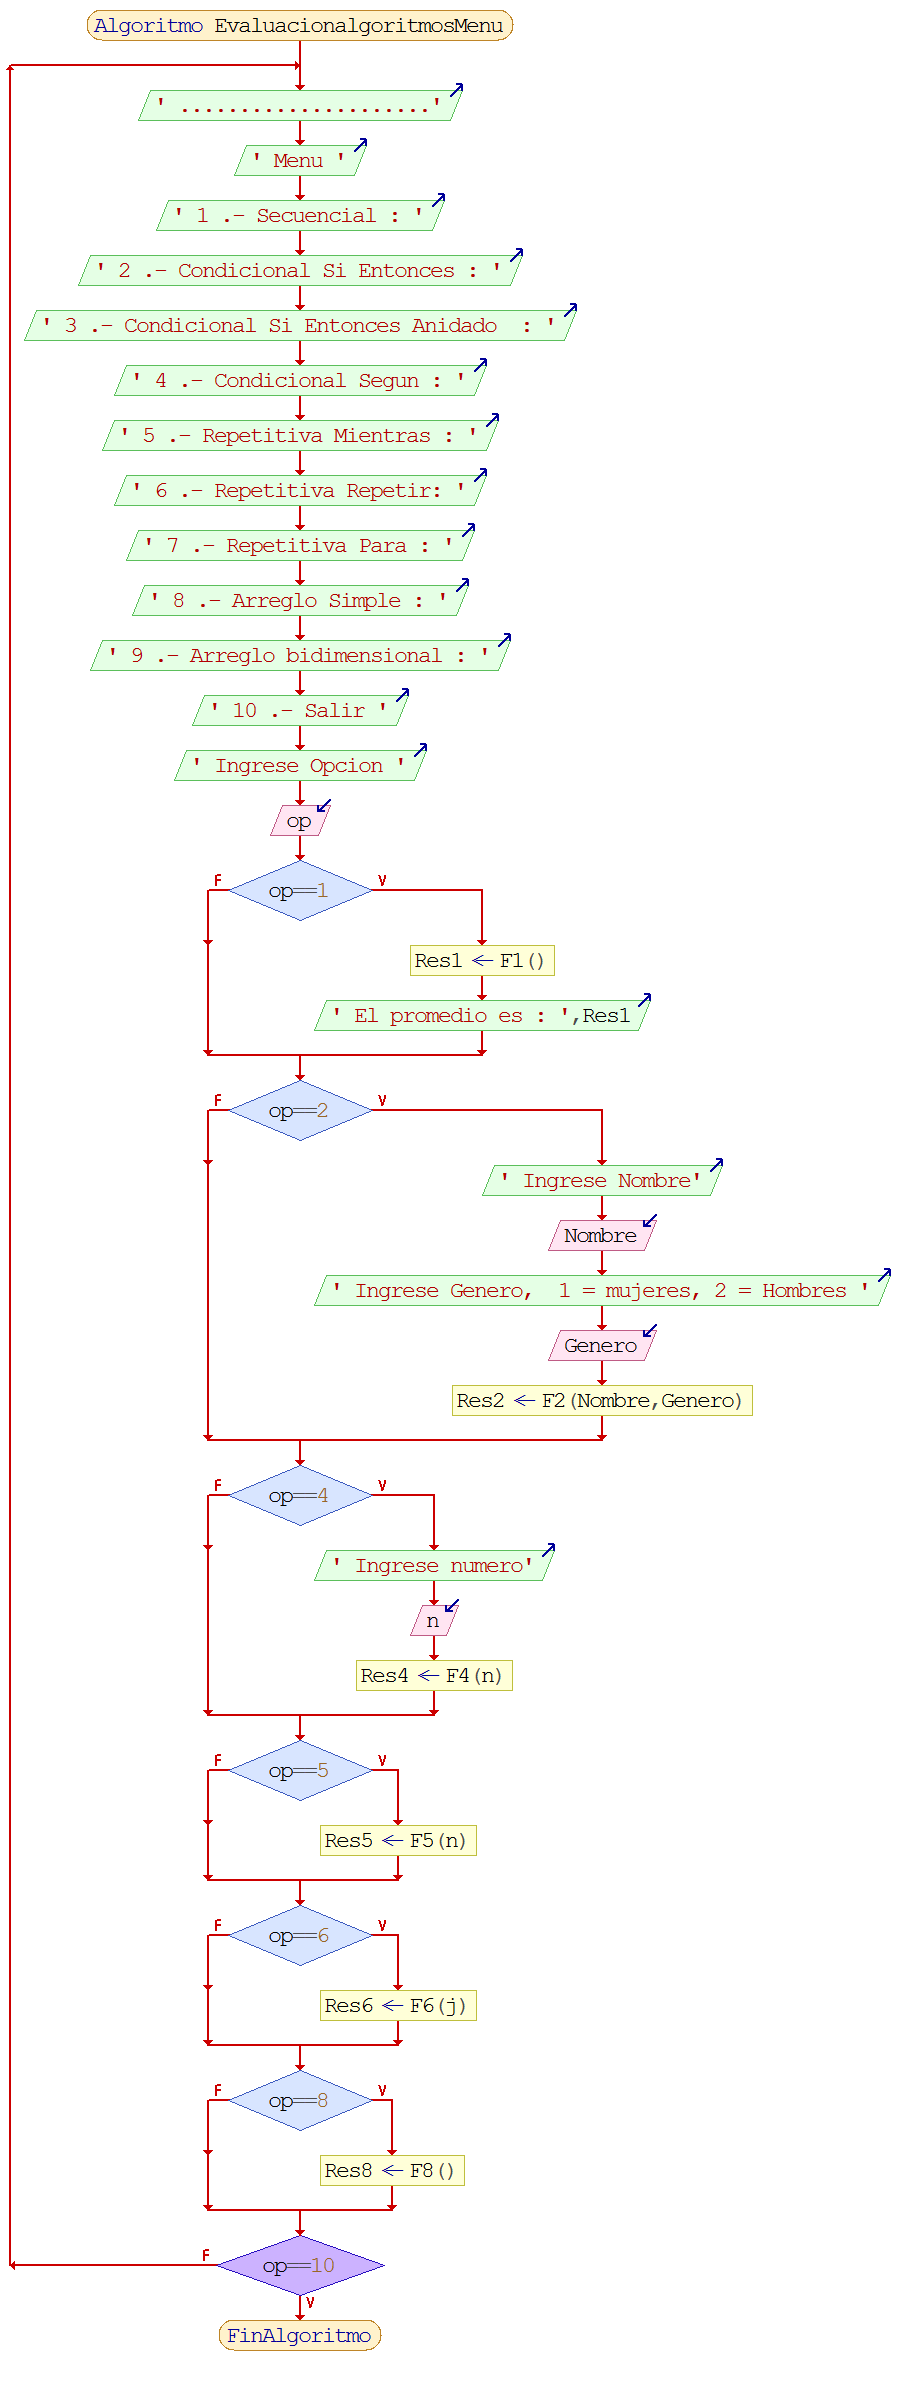 Algoritmo EvaluacionalgoritmosMenu
' .....................'
' Menu '
' 1 .- Secuencial : '
' 2 .- Condicional Si Entonces : '
' 3 .- Condicional Si Entonces Anidado  : '
' 4 .- Condicional Segun : '
' 5 .- Repetitiva Mientras : '
' 6 .- Repetitiva Repetir: '
' 7 .- Repetitiva Para : '
' 8 .- Arreglo Simple : '
' 9 .- Arreglo bidimensional : '
' 10 .- Salir '
' Ingrese Opcion '
op
F V
op==1
Res1 ← F1()
' El promedio es : ',Res1
F V
op==2
' Ingrese Nombre'
Nombre
' Ingrese Genero,  1 = mujeres, 2 = Hombres '
Genero
Res2 ← F2(Nombre,Genero)
F V
op==4
' Ingrese numero'
n
Res4 ← F4(n)
F V
op==5
Res5 ← F5(n)
F V
op==6
Res6 ← F6(j)
F V
op==8
Res8 ← F8()
F
op==10
V
FinAlgoritmo